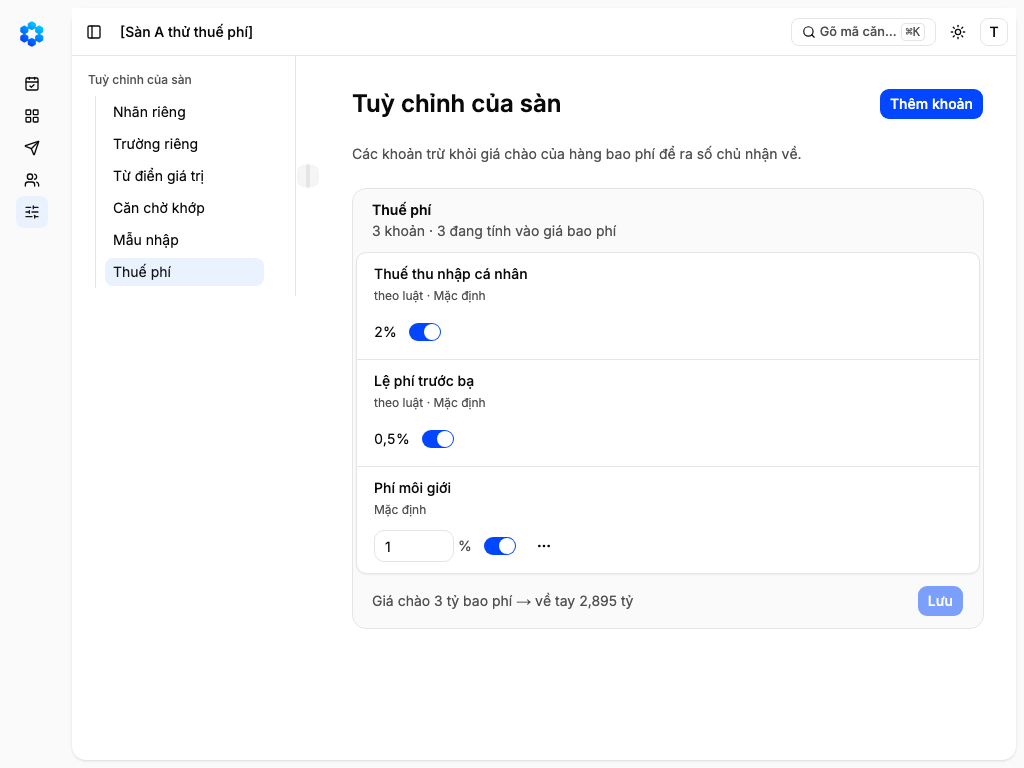 [Sàn A thử thuế phí]
Gõ mã căn... ⌘K
T
Tuỳ chỉnh của sàn
Nhãn riêng
Trường riêng
Từ điển giá trị
Căn chờ khớp
Mẫu nhập
Thuế phí
Tuỳ chỉnh của sàn
Thêm khoản
Các khoản trừ khỏi giá chào của hàng bao phí để ra số chủ nhận về.
Thuế phí
3 khoản · 3 đang tính vào giá bao phí
Thuế thu nhập cá nhân
theo luật · Mặc định
2%
Lệ phí trước bạ
theo luật · Mặc định
0,5%
Phí môi giới
Mặc định
1 %
Giá chào 3 tỷ bao phí → về tay 2,895 tỷ
Lưu